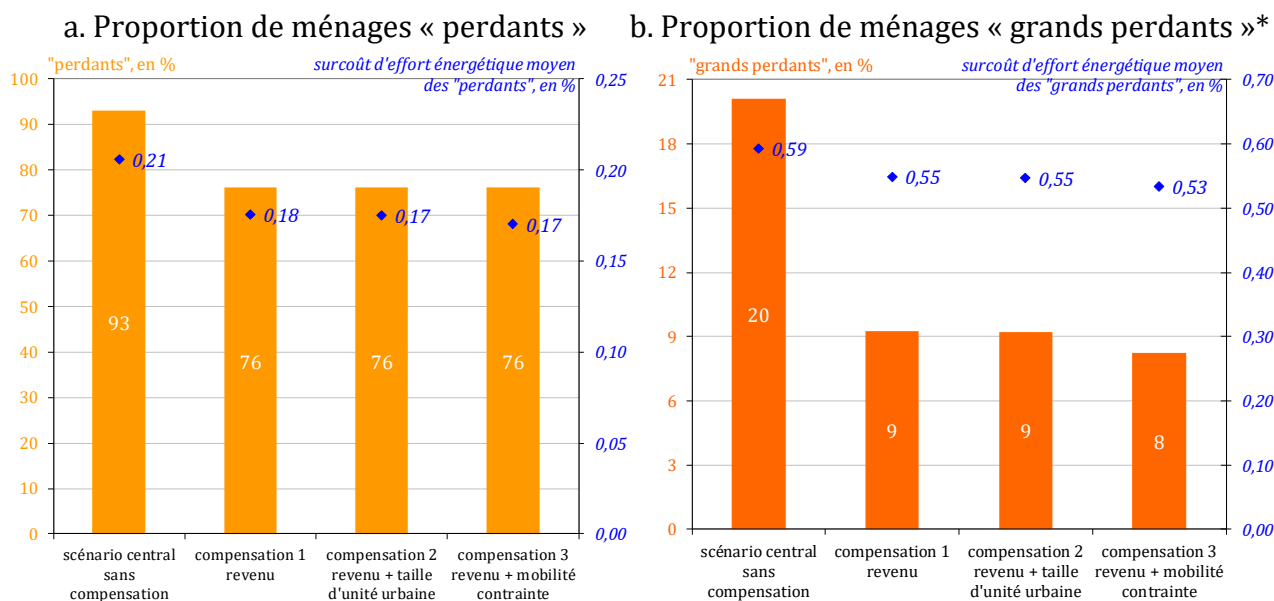 a. Proportion de ménages « perdants »
"perdants", en %
surcoût d'effort énergétique moyen
des "perdants", en %
100
90
80
70
60
50
40
30
20
10
0
0,25
0,20
0,15
0,10
0,05
0,00
0,21
0,18
0,17
0,17
93
76
76
76
scénario central
sans
compensation
compensation 1
revenu
compensation 2
revenu + taille
d'unité urbaine
compensation 3
revenu + mobilité
contrainte
b. Proportion de ménages « grands perdants »*
"grands perdants", en %
surcoût d'effort énergétique moyen
des "grands perdants", en %
21
18
15
12
9
6
3
0
0,70
0,60
0,50
0,40
0,30
0,20
0,10
0,00
0,59
0,55
0,55
0,53
20
9
9
8
scénario central
sans
compensation
compensation 1
revenu
compensation 2
revenu + taille
d'unité urbaine
compensation 3
revenu + mobilité
contrainte